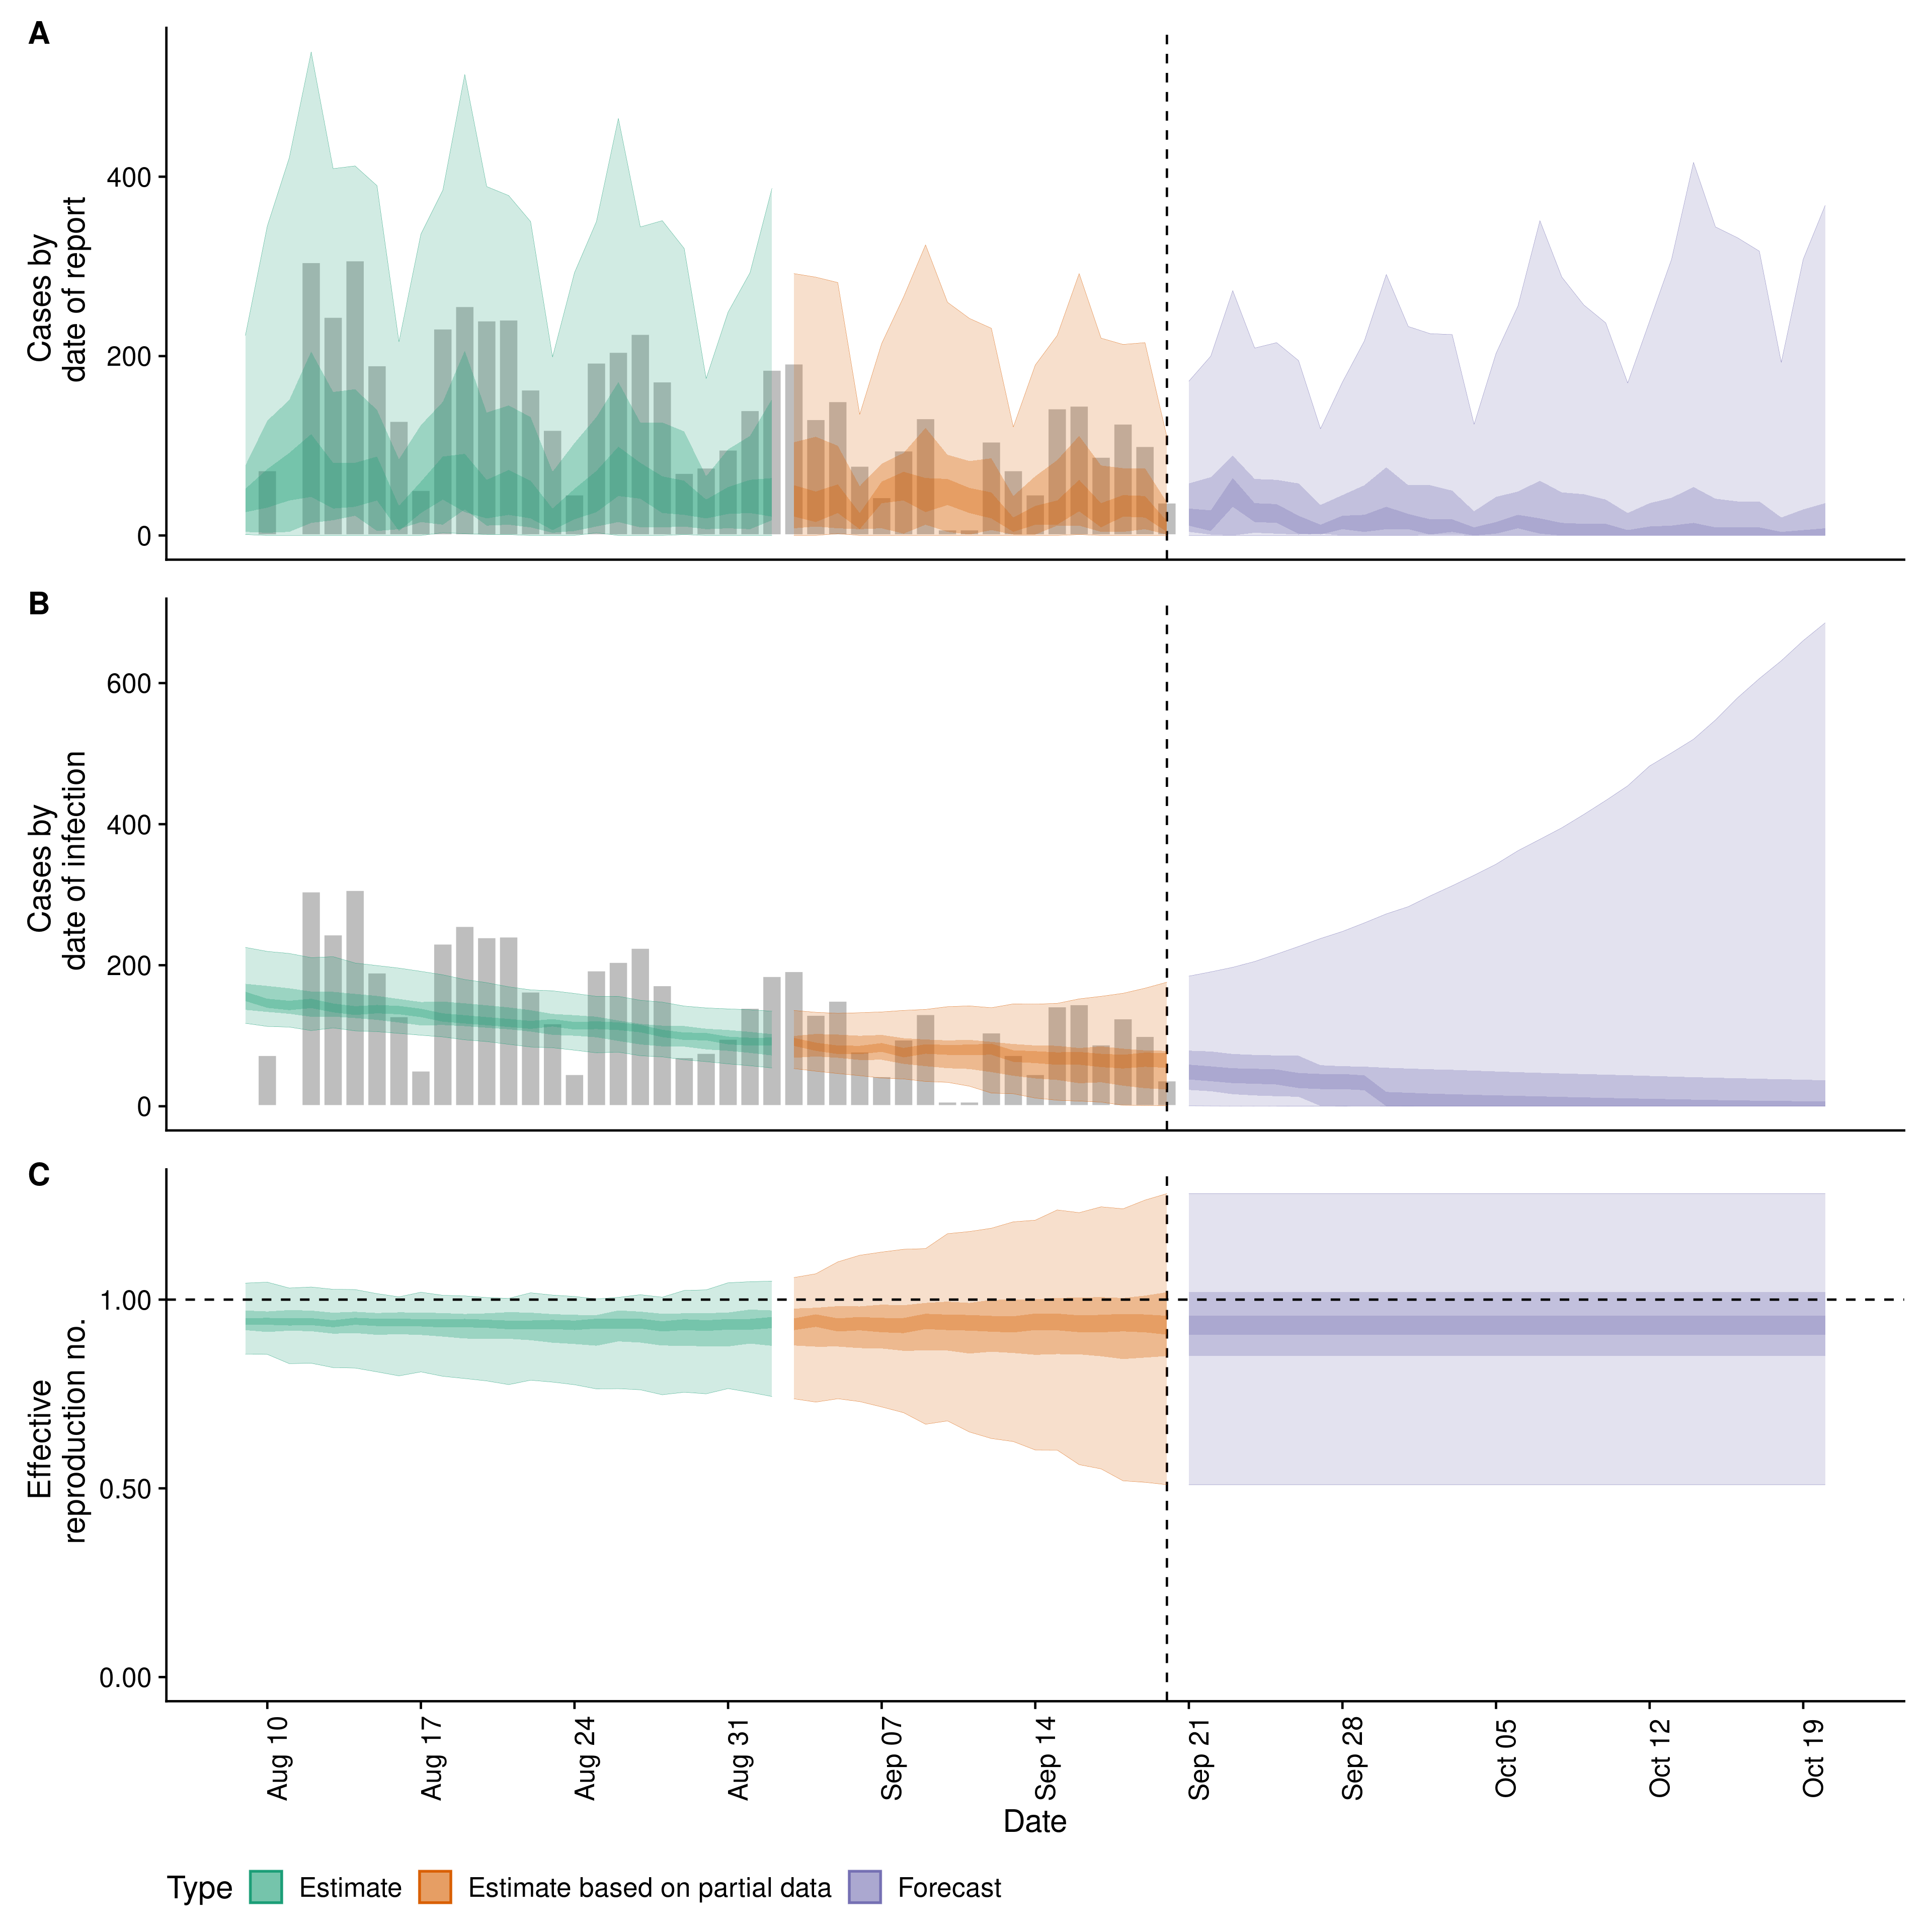 A
Cases by
date of report
400
200
0
B
Cases by
date of infection
600
400
200
0
C
Effective
reproduction no.
1.00
0.50
0.00
Aug 10
Aug 17
Aug 24
Aug 31
Sep 07
Sep 14
Sep 21
Sep 28
Oct 05
Oct 12
Oct 19
Date
Type Estimate Estimate based on partial data Forecast